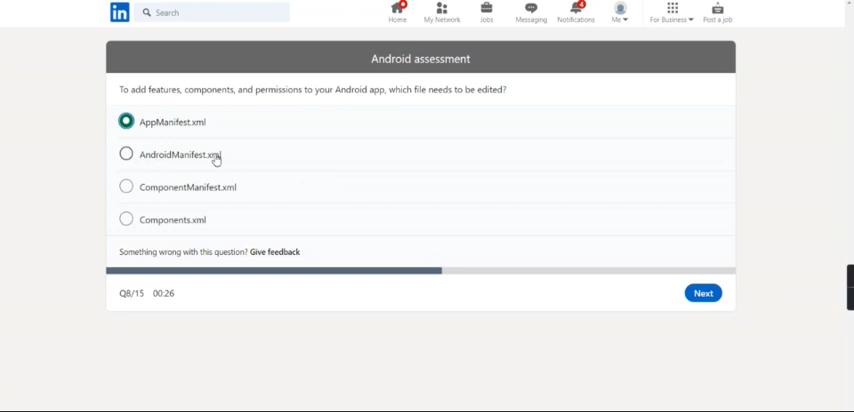 in
Search
Home
My Network
Jobs
Messaging
4
Notifications
Me
For Business
Post a job
Android assessment
To add features, components, and permissions to your Android app, which file needs to be edited?
AppManifest.xml
AndroidManifest.xml
ComponentManifest.xml
Components.xml
Something wrong with this question? Give feedback
Q8/15 00:26
Next